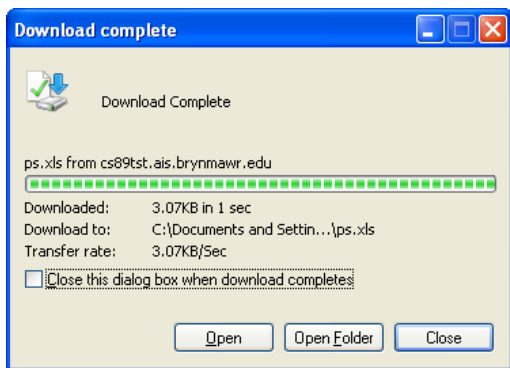 Download complete
Download Complete
ps.xls from cs89tst.ais.brynmawr.edu
Downloaded: 3.07KB in 1 sec
Download to: C:\Documents and Settin...\ps.xls
Transfer rate: 3.07KB/Sec
Close this dialog box when download completes
Open Open Folder Close